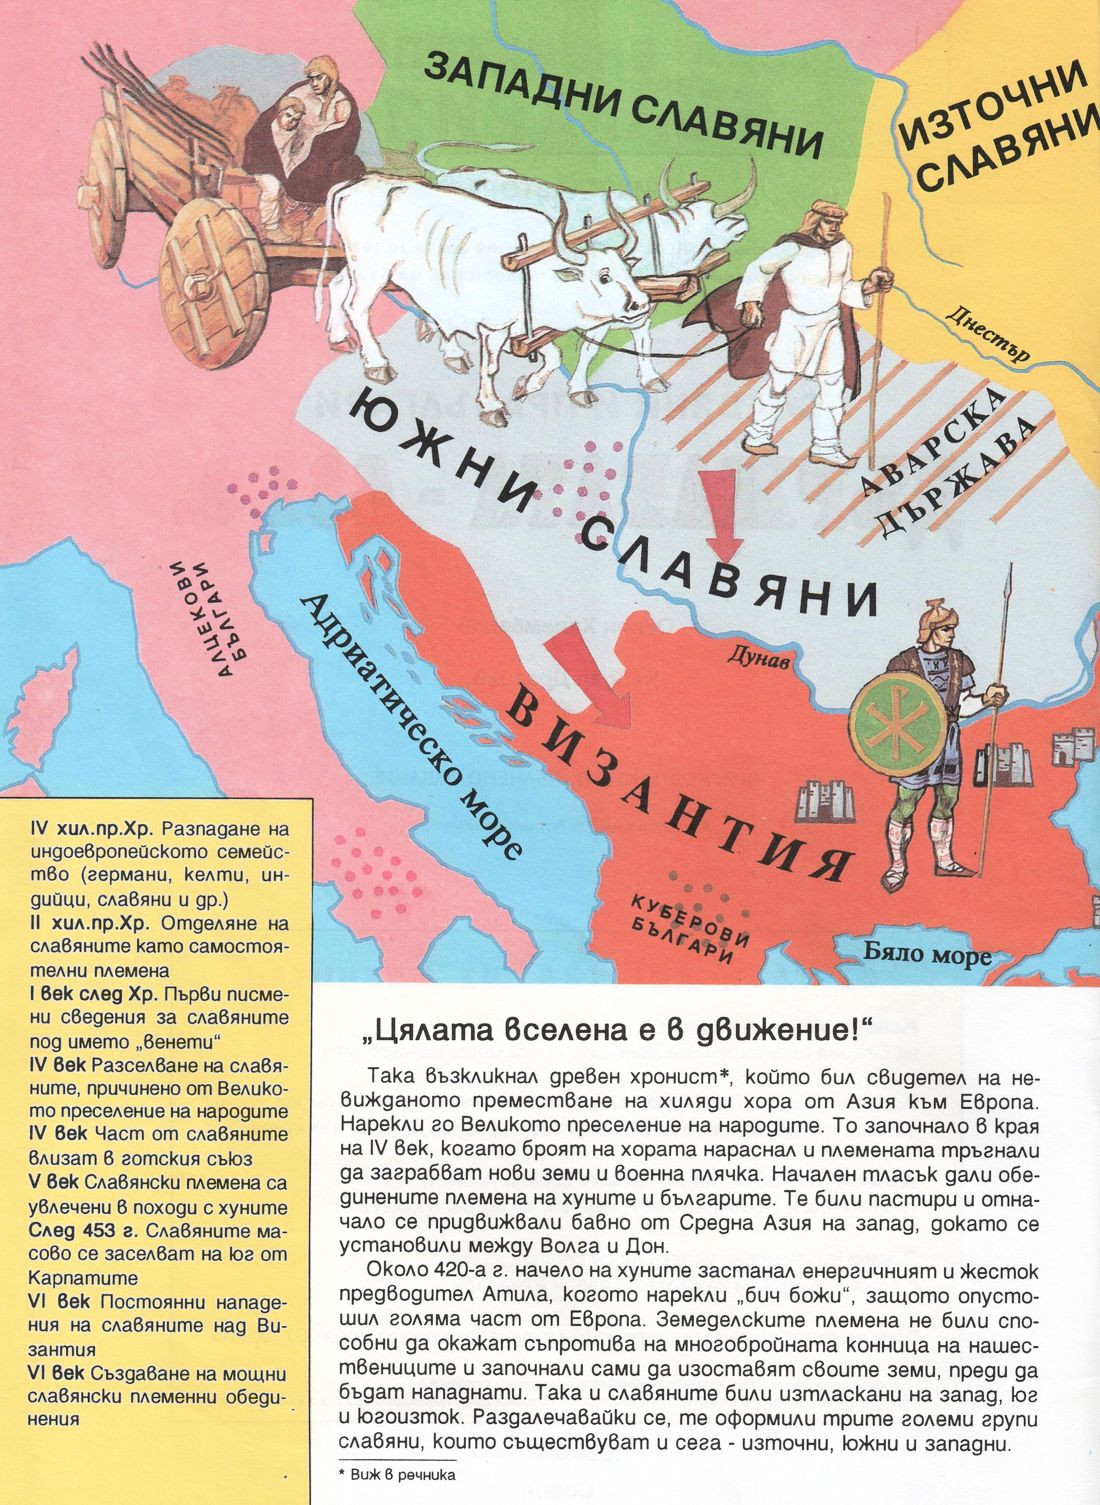 ЗАПАДНИ СЛАВЯНИ
ИЗТОЧНИ
СЛАВЯНИ
Днестър
ЮЖНИ СЛАВЯНИ
АВАРСКА
ДЪРЖАВА
АЛЦЕКОВИ
БЪЛГАРИ
Адриатическо море
Дунав
ВИЗАНТИЯ
КУБЕРОВИ
БЪЛГАРИ
Бяло море
IV хил.пр.Хр. Разпадане на
индоевропейското семейс-
тво (германи, келти, ин-
дийци, славяни и др.)
II хил.пр.Хр. Отделяне на
славяните като самостоя-
телни племена
I век след Хр. Първи писме-
ни сведения за славяните
под името „венети“
IV век Разселване на славя-
ните, причинено от Велико-
то преселение на народите
IV век Част от славяните
влизат в готския съюз
V век Славянски племена са
увлечени в походи с хуните
След 453 г. Славяните ма-
сово се заселват на юг от
Карпатите
VI век Постоянни нападе-
ния на славяните над Ви-
зантия
VI век Създаване на мощни
славянски племенни обеди-
нения
„Цялата вселена е в движение!“
Така възкликнал древен хронист*, който бил свидетел на не-
вижданото преместване на хиляди хора от Азия към Европа.
Нарекли го Великото преселение на народите. То започнало в края
на IV век, когато броят на хората нараснал и племената тръгнали
да заграбват нови земи и военна плячка. Начален тласък дали обе-
динените племена на хуните и българите. Те били пастири и отна-
чало се придвижвали бавно от Средна Азия на запад, докато се
установили между Волга и Дон.
Около 420-а г. начело на хуните застанал енергичният и жесток
предводител Атила, когото нарекли „бич божи“, защото опусто-
шил голяма част от Европа. Земеделските племена не били спо-
собни да окажат съпротива на многобройната конница на нашес-
твениците и започнали сами да изоставят своите земи, преди да
бъдат нападнати. Така и славяните били изтласкани на запад, юг
и югоизток. Раздалечавайки се, те оформили трите големи групи
славяни, които съществуват и сега - източни, южни и западни.
* Виж в речника